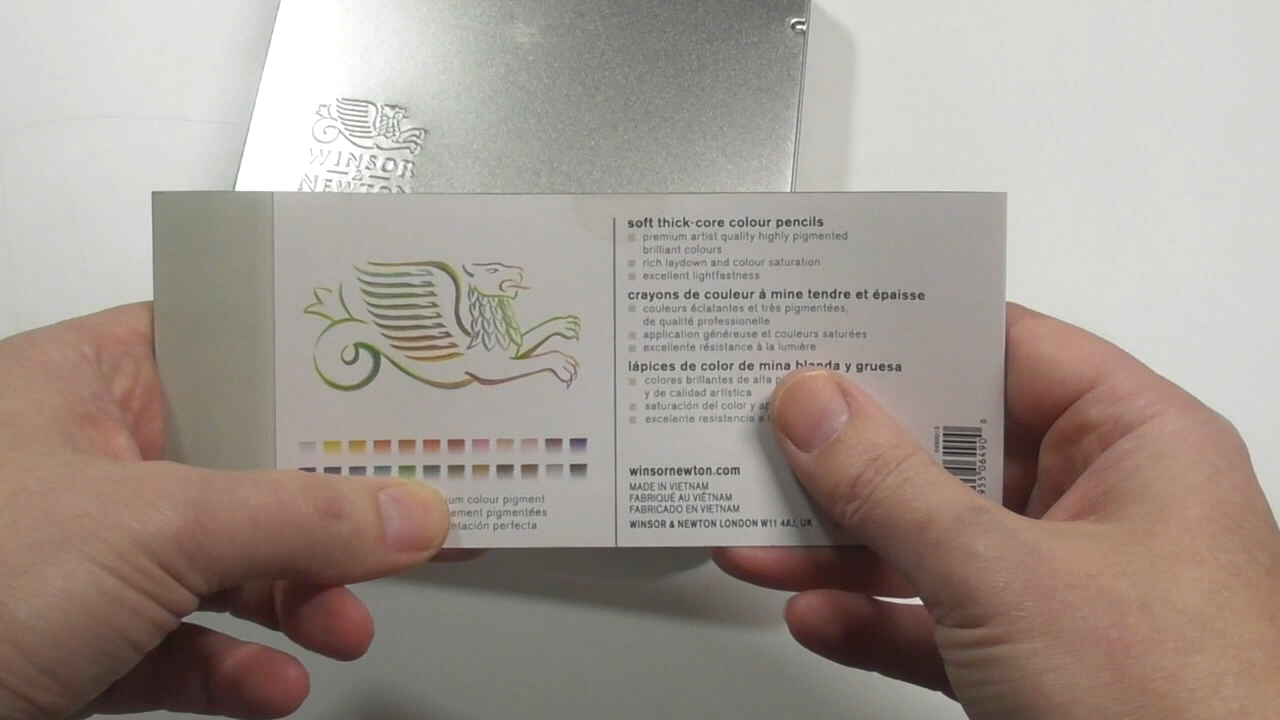 WINSOR
&
NEWTON
soft thick-core colour pencils
premium artist quality highly pigmented
brilliant colours
rich laydown and colour saturation
excellent lightfastness
crayons de couleur à mine tendre et épaisse
couleurs éclatantes et très pigmentées,
de qualité professionelle
application généreuse et couleurs saturées
excellente résistance à la lumière
lápices de color de mina blanda y gruesa
colores brillantes de alta
y de calidad artística
saturación del color y
excelente resistencia a
winsornewton.com
MADE IN VIETNAM
FABRIQUÉ AU VIÊTNAM
FABRICADO EN VIETNAM
WINSOR & NEWTON LONDON W11 4AJ, UK
colour pigment
pigmentées
perfecta